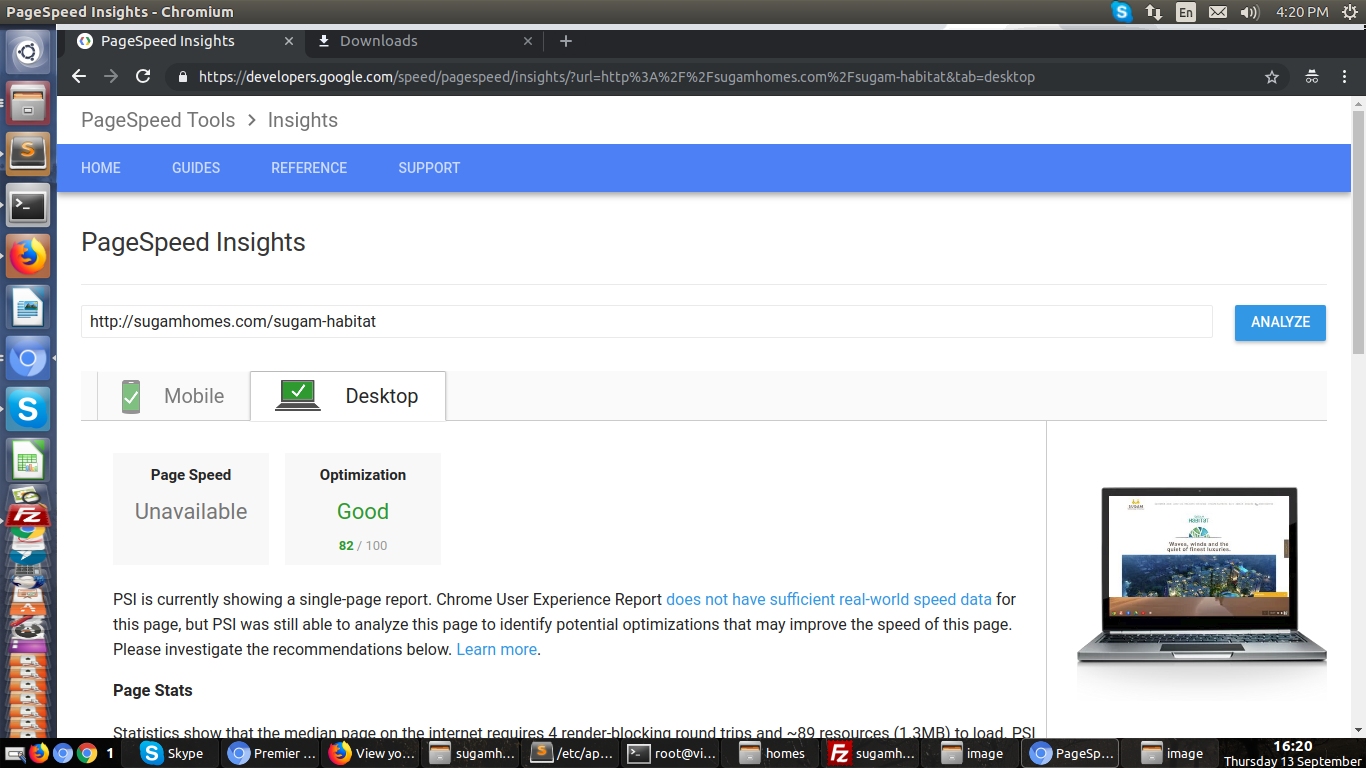 PageSpeed Insights - Chromium
En
4:20 PM
PageSpeed Insights
Downloads
https://developers.google.com/speed/pagespeed/insights/?url=http%3A%2F%2Fsugamhomes.com%2Fsugam-habitat&tab=desktop
PageSpeed Tools > Insights
HOME GUIDES REFERENCE SUPPORT
PageSpeed Insights
http://sugamhomes.com/sugam-habitat
ANALYZE
Mobile
Desktop
Page Speed
Unavailable
Optimization
Good
82 / 100
HABITAT
Waves, winds and the
quiet of finest luxuries.
PSI is currently showing a single-page report. Chrome User Experience Report does not have sufficient real-world speed data for
this page, but PSI was still able to analyze this page to identify potential optimizations that may improve the speed of this page.
Please investigate the recommendations below. Learn more.
Page Stats
Statistics show that the median page on the internet requires 4 render-blocking round trips and ~89 resources (1.3MB) to load. PSI
1 Skype Premier ... View yo... sugamh... /etc/ap... root@vi... homes sugamh... image PageSp... image
16:20
Thursday 13 September